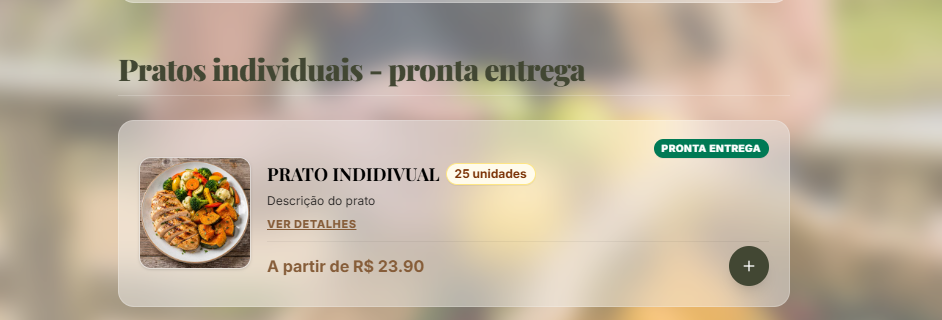 Pratos individuais - pronta entrega
PRONTA ENTREGA
PRATO INDIDIVUAL 25 unidades
Descrição do prato
VER DETALHES
A partir de R$ 23.90
+